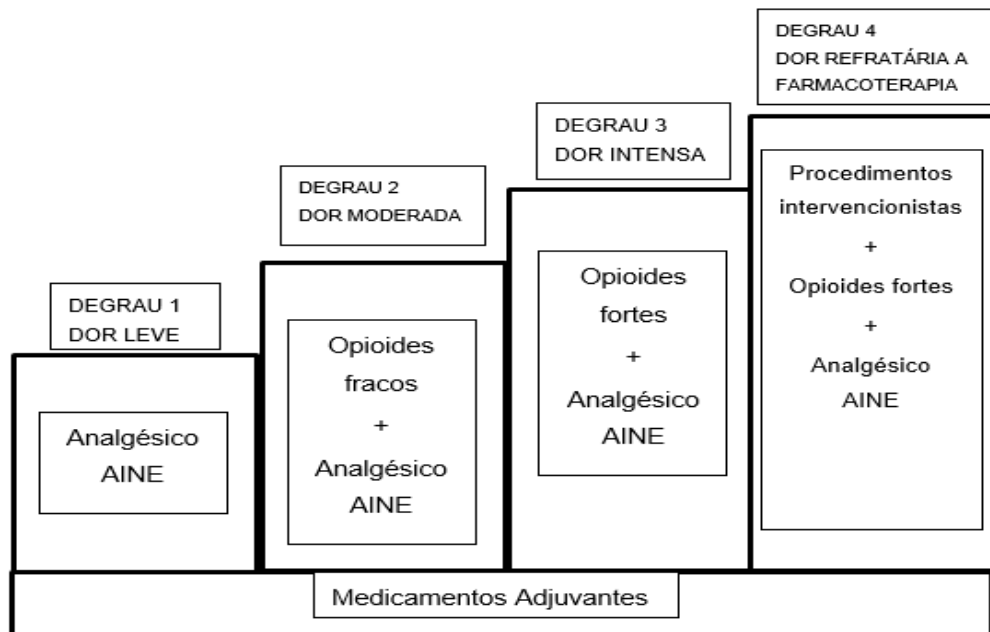 DEGRAU 1
DOR LEVE
Analgésico
AINE
DEGRAU 2
DOR MODERADA
Opioides
fracos
+
Analgésico
AINE
DEGRAU 3
DOR INTENSA
Opioides
fortes
+
Analgésico
AINE
DEGRAU 4
DOR REFRATÁRIA A
FARMACOTERAPIA
Procedimentos
intervencionistas
+
Opioides fortes
+
Analgésico
AINE
Medicamentos Adjuvantes